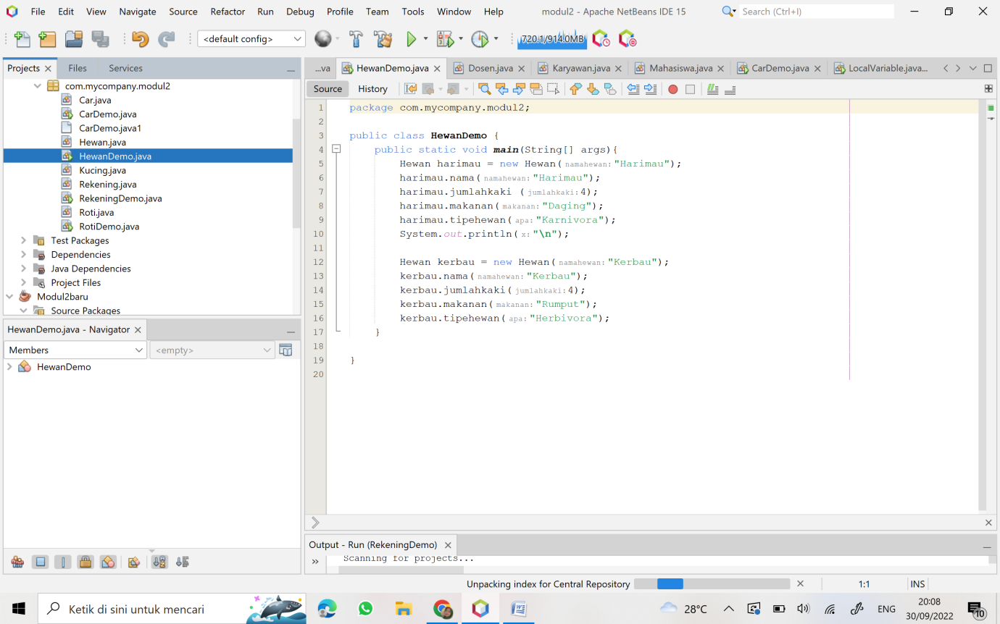 File Edit View Navigate Source Refactor Run Debug Profile Team Tools Window Help modul2 - Apache NetBeans IDE 15 Search (Ctrl+I)
<default config> 720.1/914.0MB
Projects Files Services
com.mycompany.modul2
Car.java
CarDemo.java
CarDemo.java1
Hewan.java
HewanDemo.java
Kucing.java
Rekening.java
RekeningDemo.java
Roti.java
RotiDemo.java
Test Packages
Dependencies
Java Dependencies
Project Files
Modul2baru
Source Packages
HewanDemo.java - Navigator
Members <empty>
HewanDemo
...va HewanDemo.java Dosen.java Karyawan.java Mahasiswa.java CarDemo.java LocalVariable.java...
Source History
1 package com.mycompany.modul2;
2
3 public class HewanDemo {
4 public static void main(String[] args){
5 Hewan harimau = new Hewan( namahewan: "Harimau");
6 harimau.nama( namahewan: "Harimau");
7 harimau.jumlahkaki ( jumlahkaki: 4);
8 harimau.makanan( makanan: "Daging");
9 harimau.tipehewan( apa: "Karnivora");
10 System.out.println( x: "\n");
11
12 Hewan kerbau = new Hewan( namahewan: "Kerbau");
13 kerbau.nama( namahewan: "Kerbau");
14 kerbau.jumlahkaki( jumlahkaki: 4);
15 kerbau.makanan( makanan: "Rumput");
16 kerbau.tipehewan( apa: "Herbivora");
17 }
18
19 }
20
Output - Run (RekeningDemo)
Scanning for projects...
Unpacking index for Central Repository 1:1 INS
Ketik di sini untuk mencari 28°C ENG 20:08
30/09/2022 10